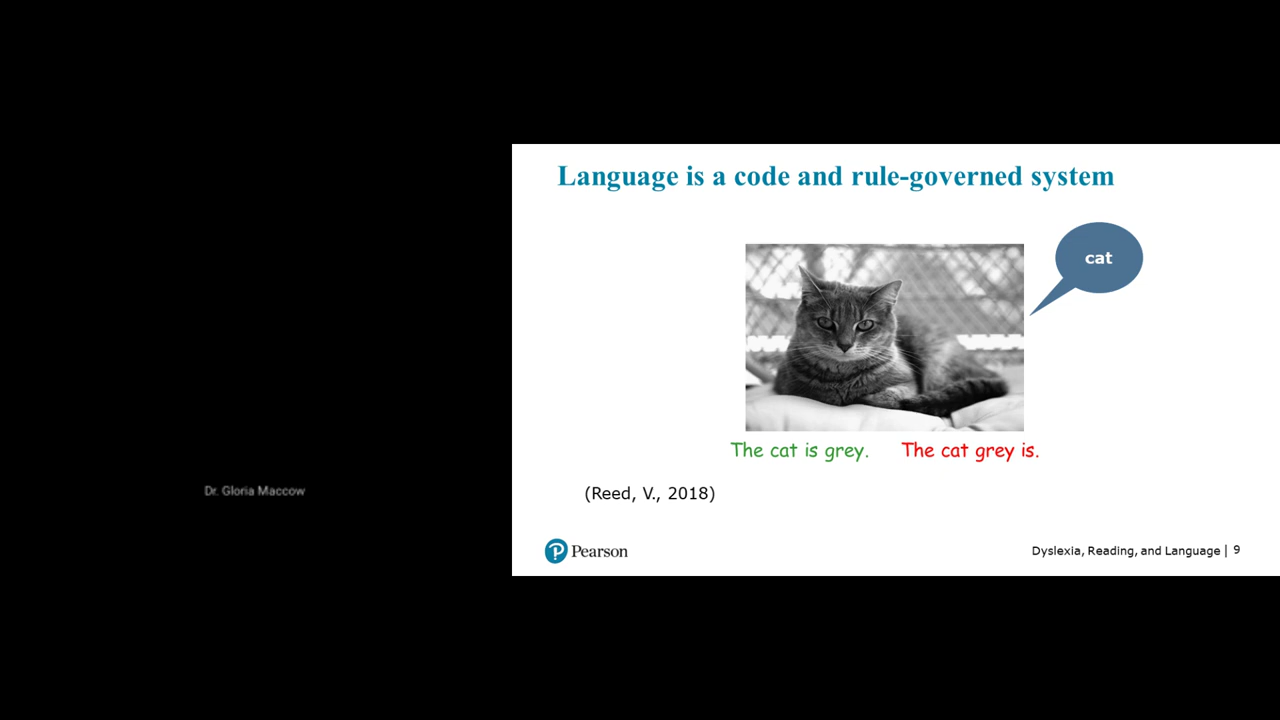 Language is a code and rule-governed system
cat
The cat is grey. The cat grey is.
(Reed, V., 2018)
Dr. Gloria Maccow
Pearson
Dyslexia, Reading, and Language | 9